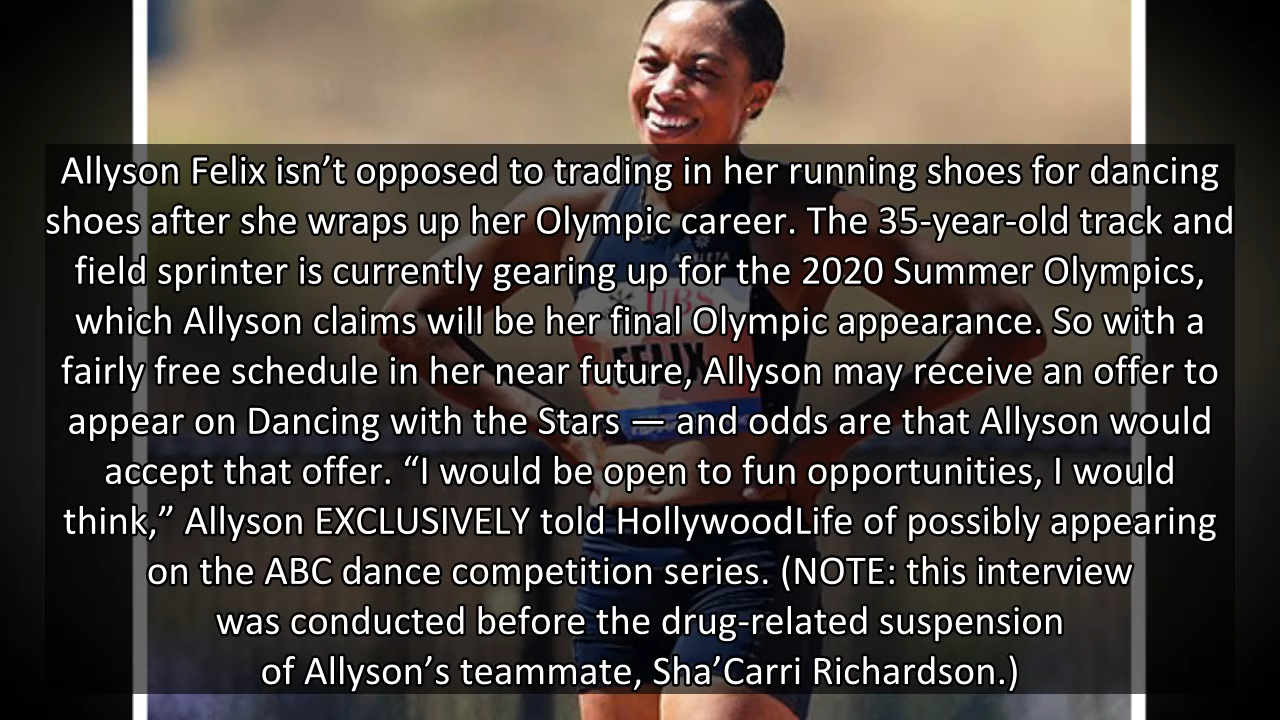 Allyson Felix isn’t opposed to trading in her running shoes for dancing
shoes after she wraps up her Olympic career. The 35-year-old track and
field sprinter is currently gearing up for the 2020 Summer Olympics,
which Allyson claims will be her final Olympic appearance. So with a
fairly free schedule in her near future, Allyson may receive an offer to
appear on Dancing with the Stars — and odds are that Allyson would
accept that offer. “I would be open to fun opportunities, I would
think,” Allyson EXCLUSIVELY told HollywoodLife of possibly appearing
on the ABC dance competition series. (NOTE: this interview
was conducted before the drug-related suspension
of Allyson’s teammate, Sha’Carri Richardson.)
ATHLETA
UBS
FELIX